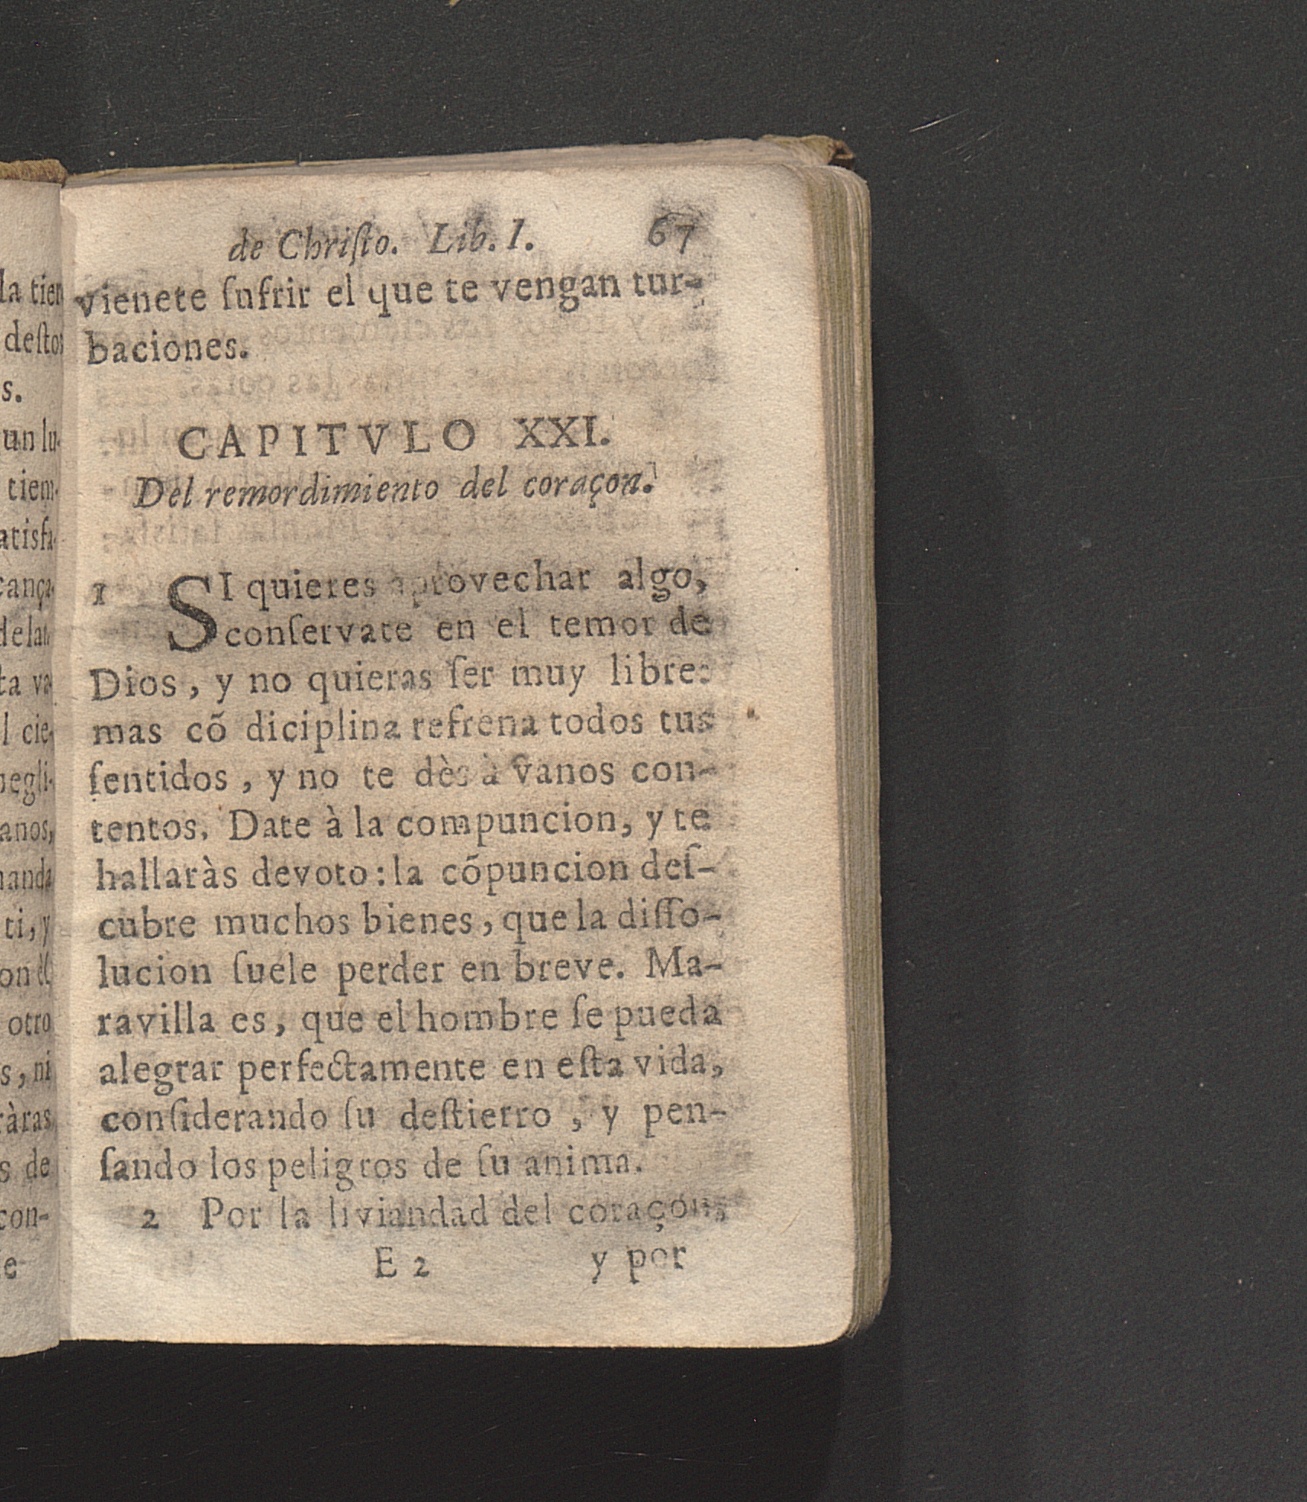 de Chriſto. Lib. I. 67
vienete ſufrir el que te vengan tur-
baciones.
CAPITVLO XXI.
Del remordimiento del coraçon.
1 SI quieres aprovechar algo,
conſervate en el temor de
Dios, y no quieras ſer muy libre:
mas cõ diciplina refrena todos tus
ſentidos, y no te dès à vanos con-
tentos. Date à la compuncion, y te
hallaràs devoto: la cõpuncion deſ-
cubre muchos bienes, que la diſſo-
lucion ſuele perder en breve. Ma-
ravilla es, que el hombre ſe pueda
alegrar perfectamente en eſta vida,
conſiderando ſu deſtierro, y pen-
ſando los peligros de ſu anima.
2 Por la liviandad del coraçon,
E 2 y por